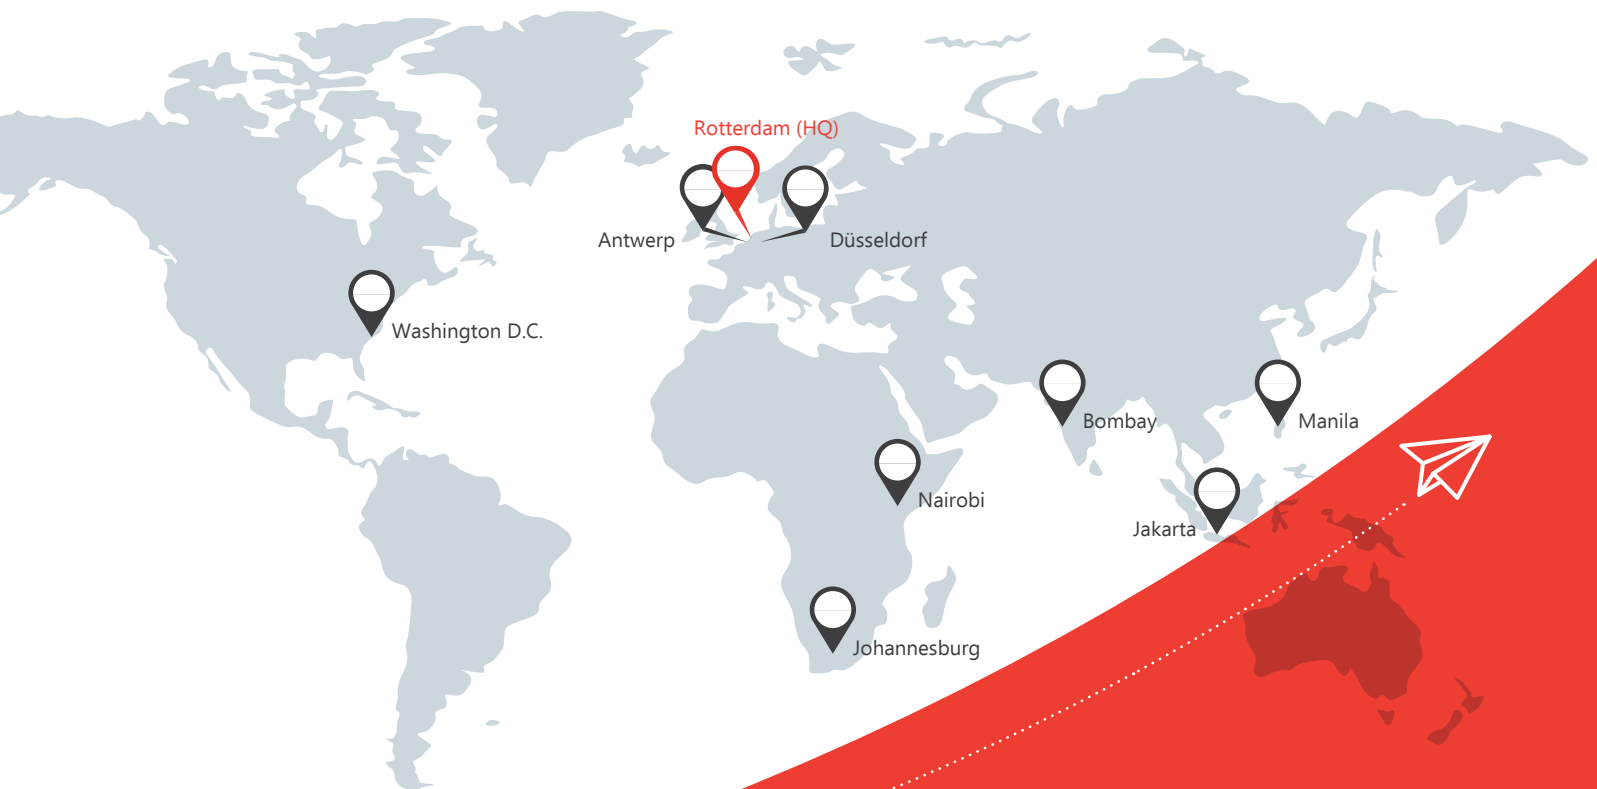 Rotterdam (HQ)
Antwerp
Düsseldorf
Washington D.C.
Bombay
Manila
Nairobi
Jakarta
Johannesburg